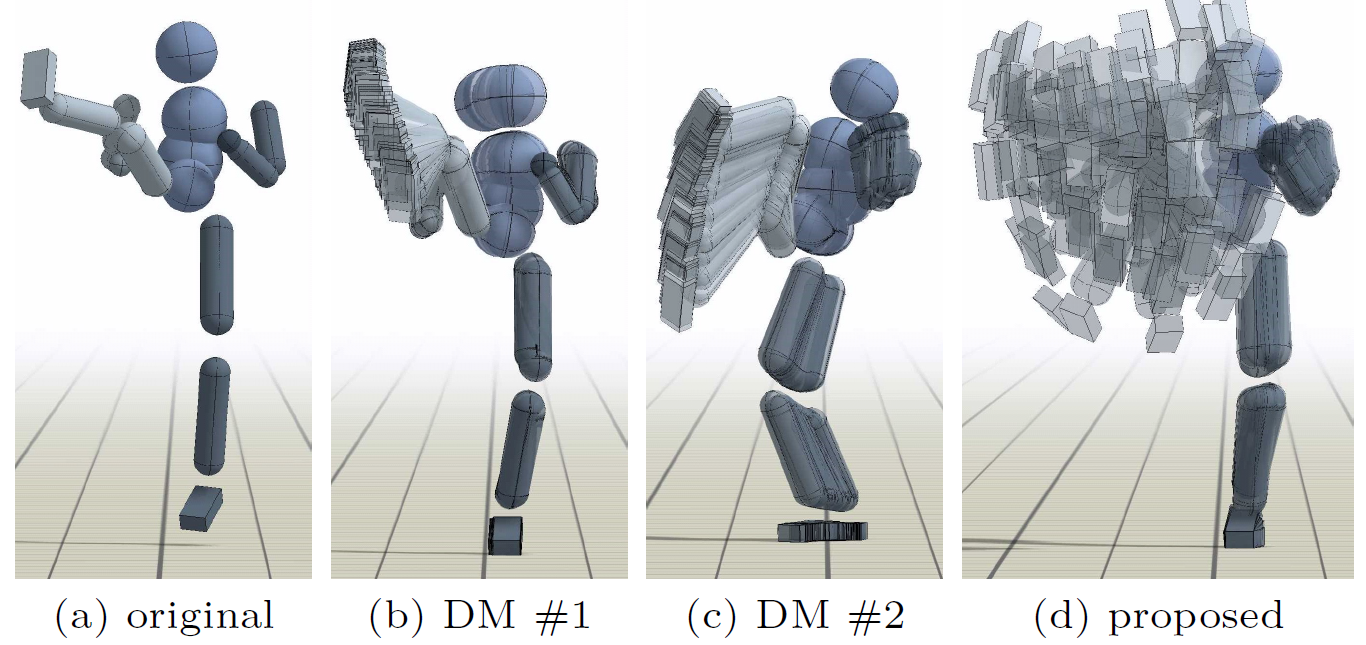 (a) original
(b) DM #1
(c) DM #2
(d) proposed